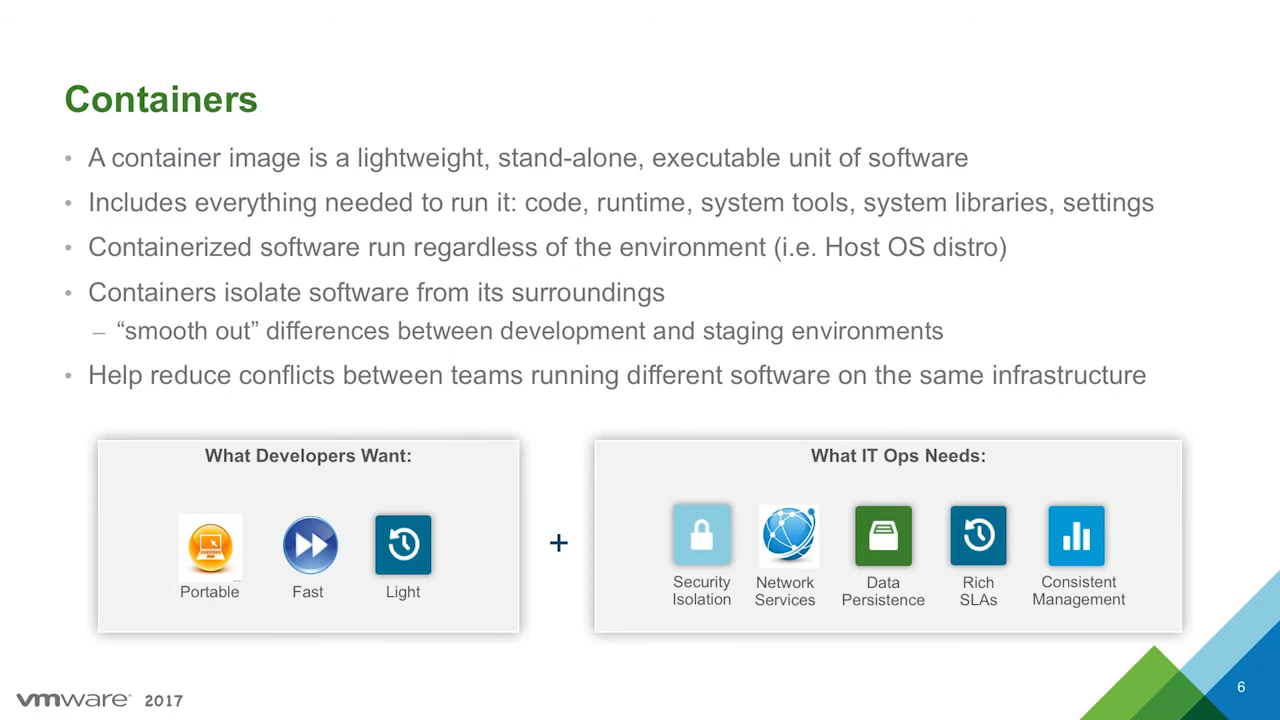 Containers
• A container image is a lightweight, stand-alone, executable unit of software
• Includes everything needed to run it: code, runtime, system tools, system libraries, settings
• Containerized software run regardless of the environment (i.e. Host OS distro)
• Containers isolate software from its surroundings
– “smooth out” differences between development and staging environments
• Help reduce conflicts between teams running different software on the same infrastructure
What Developers Want:
Portable
Fast
Light
+
What IT Ops Needs:
Security
Isolation
Network
Services
Data
Persistence
Rich
SLAs
Consistent
Management
vmware® 2017
6